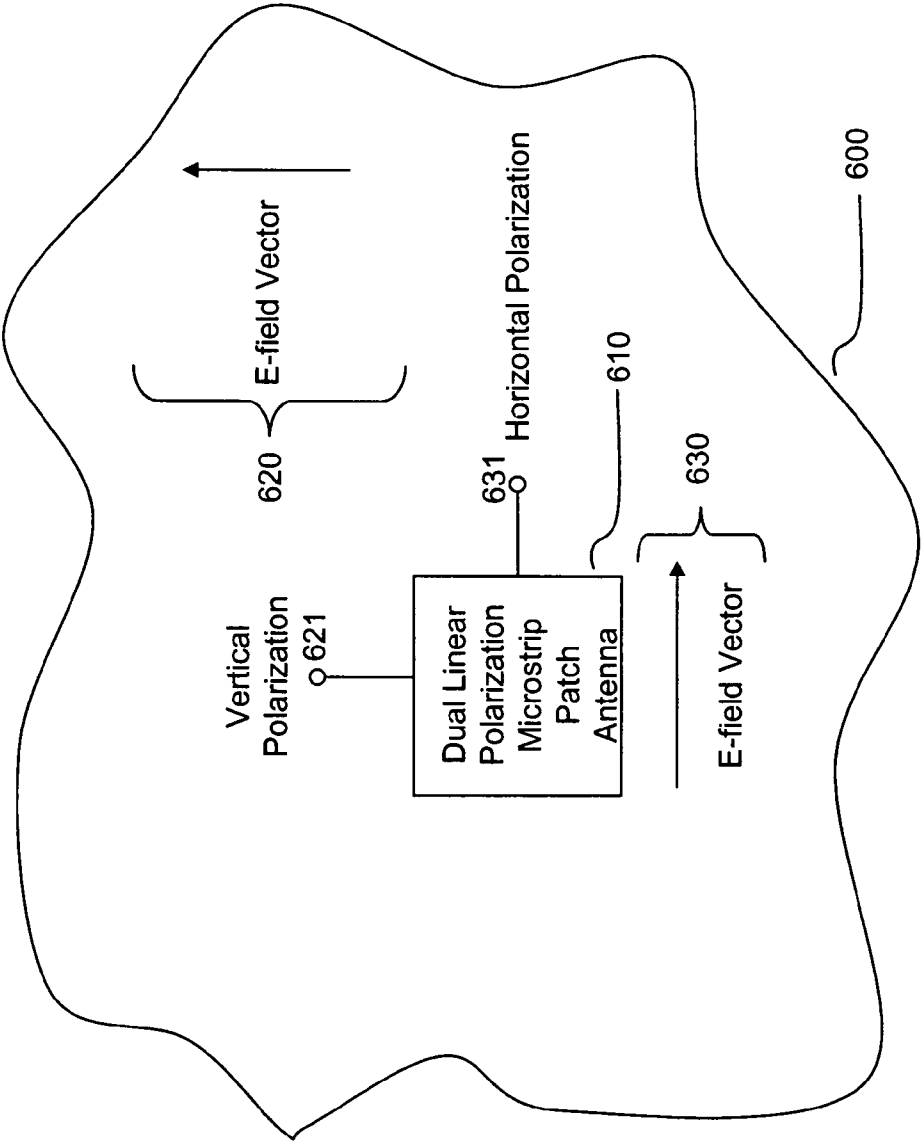 Vertical
Polarization
621
620
E-field Vector
Dual Linear
Polarization
Microstrip
Patch
Antenna
631
Horizontal Polarization
610
E-field Vector
630
600